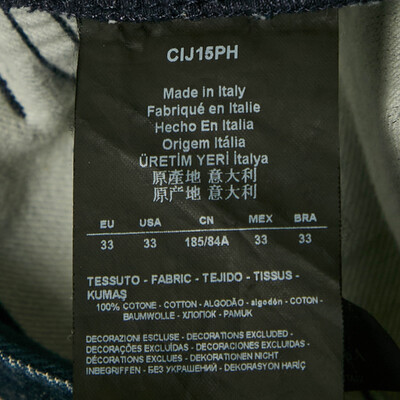 CIJ15PH
Made in Italy
Fabriqué en Italie
Hecho En Italia
Origem Itália
ÜRETİM YERİ İtalya
原產地 意大利
原产地 意大利
EU USA CN MEX BRA
33 33 185/84A 33 33
TESSUTO - FABRIC - TEJIDO - TISSUS -
KUMAŞ
100% COTONE - COTTON - ALGODÃO - algodón - COTON -
BAUMWOLLE - ХЛОПОК - PAMUK
DECORAZIONI ESCLUSE - DECORATIONS EXCLUDED -
DECORAÇÕES EXCLUÍDAS - DECORACIONES EXCLUIDAS -
DÉCORATIONS EXCLUES - DEKORATIONEN NICHT
INBEGRIFFEN - БЕЗ УКРАШЕНИЙ - DEKORASYON HARİÇ